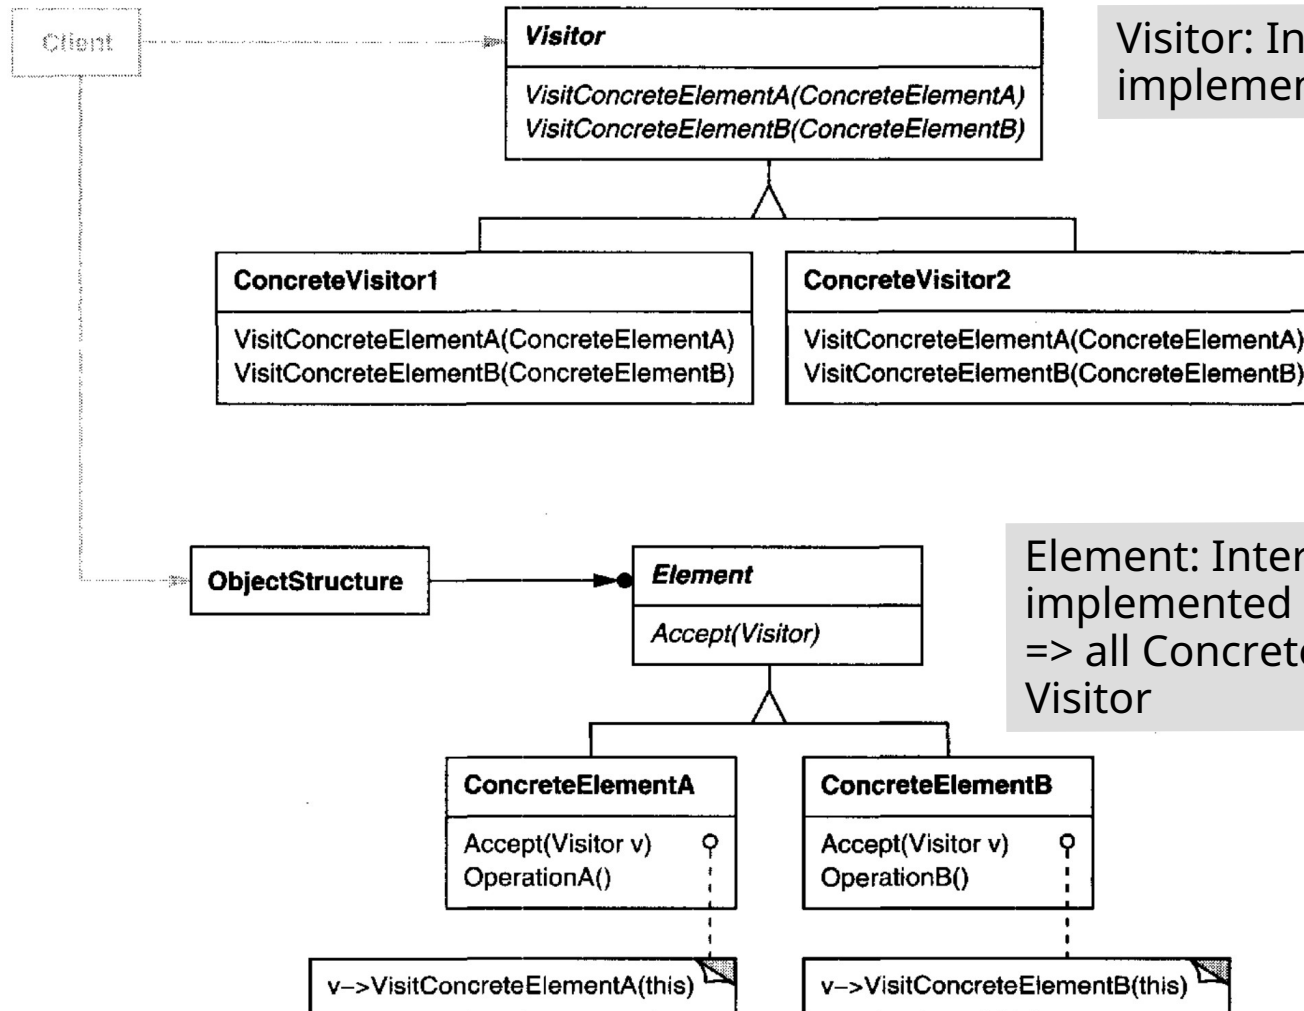 Client
Visitor
VisitConcreteElementA(ConcreteElementA)
VisitConcreteElementB(ConcreteElementB)
Visitor: In
implemen
ConcreteVisitor1
VisitConcreteElementA(ConcreteElementA)
VisitConcreteElementB(ConcreteElementB)
ConcreteVisitor2
VisitConcreteElementA(ConcreteElementA)
VisitConcreteElementB(ConcreteElementB)
ObjectStructure
Element
Accept(Visitor)
Element: Inter
implemented
=> all Concrete
Visitor
ConcreteElementA
Accept(Visitor v)
OperationA()
ConcreteElementB
Accept(Visitor v)
OperationB()
v–>VisitConcreteElementA(this)
v–>VisitConcreteElementB(this)